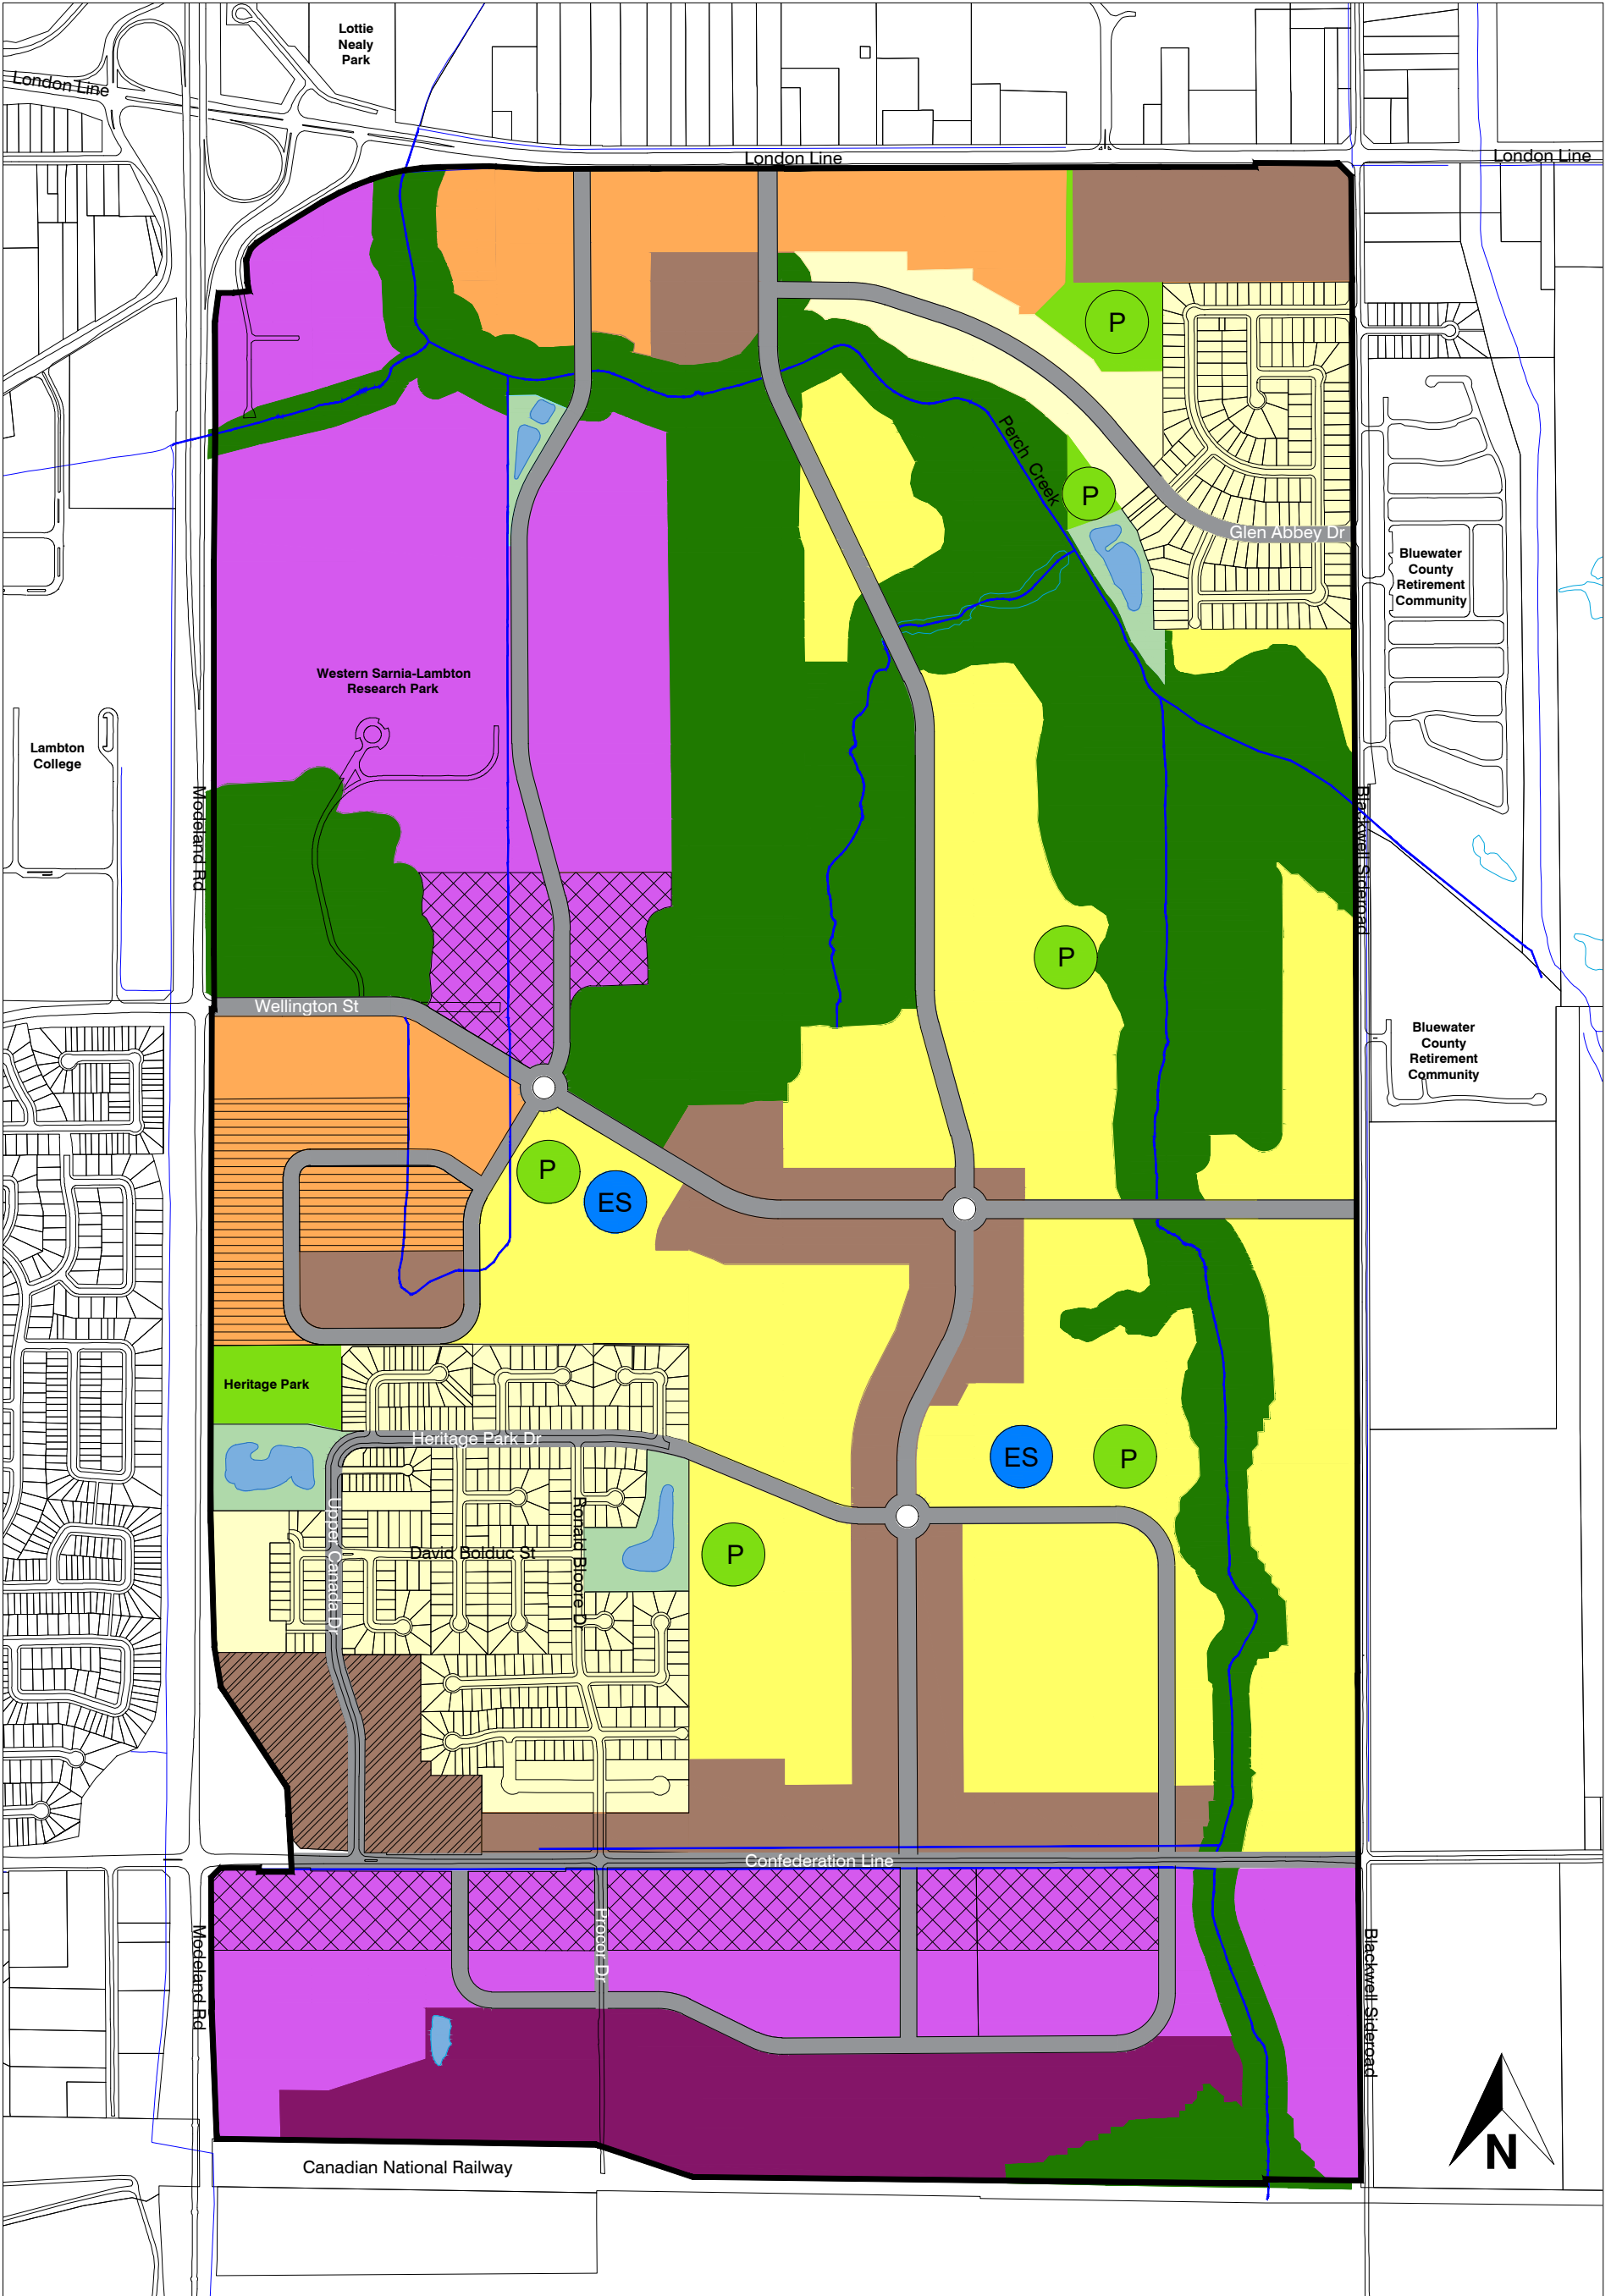 Lottie
Nealy
Park
London Line
London Line
London Line
P
Perch Creek
P
Glen Abbey Dr
Bluewater
County
Retirement
Community
Western Sarnia-Lambton
Research Park
Lambton
College
Modeland Rd
Blackwell Sideroad
P
Wellington St
Bluewater
County
Retirement
Community
P
ES
Heritage Park
Heritage Park Dr
ES
P
Upper Canada Dr
David Bolduc St
Ronald Bloore Dr
P
Confederation Line
Modeland Rd
Procor Dr
Blackwell Sideroad
N
Canadian National Railway